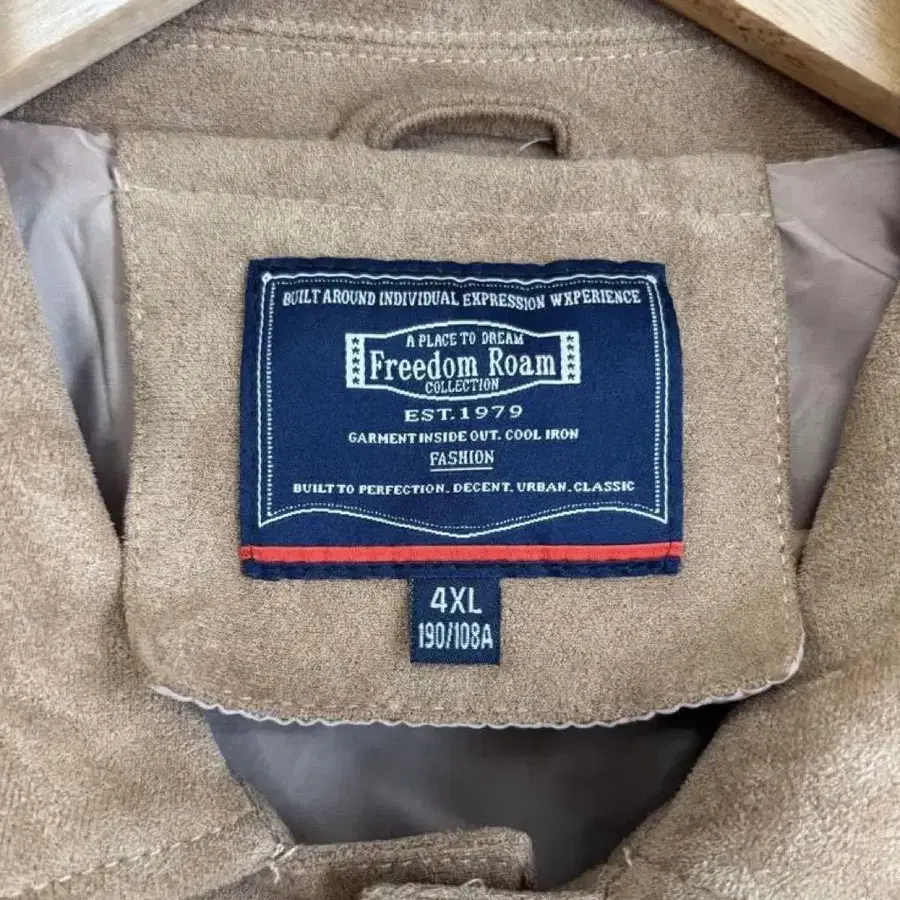 BUILT AROUND INDIVIDUAL EXPRESSION WXPERIENCE
A PLACE TO DREAM
Freedom Roam
COLLECTION
EST.1979
GARMENT INSIDE OUT. COOL IRON
FASHION
BUILT TO PERFECTION. DECENT. URBAN. CLASSIC
4XL
190/108A